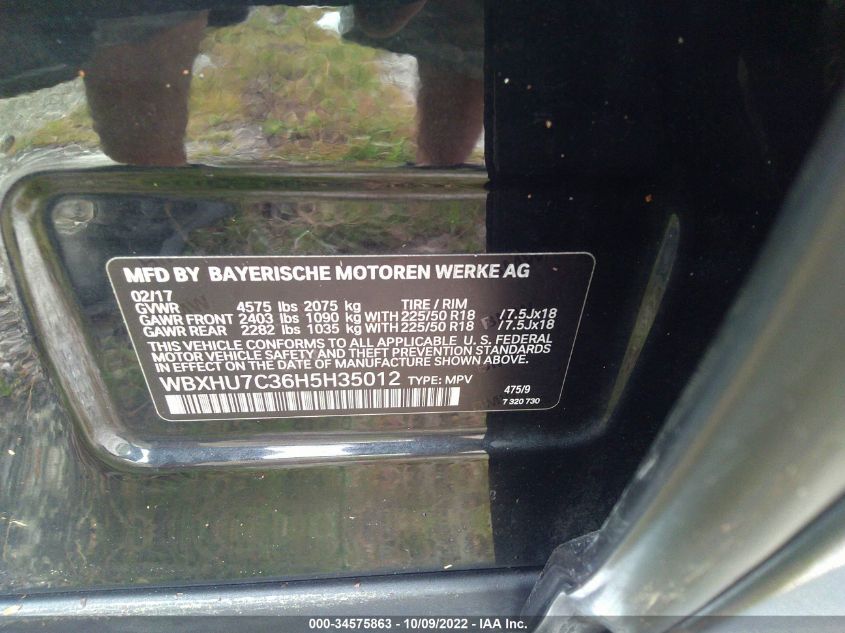 MFD BY BAYERISCHE MOTOREN WERKE AG
02/17
GVWR 4575 lbs 2075 kg TIRE / RIM
GAWR FRONT 2403 lbs 1090 kg WITH 225/50 R18 /7.5Jx18
GAWR REAR 2282 lbs 1035 kg WITH 225/50 R18 /7.5Jx18
THIS VEHICLE CONFORMS TO ALL APPLICABLE U. S. FEDERAL
MOTOR VEHICLE SAFETY AND THEFT PREVENTION STANDARDS
IN EFFECT ON THE DATE OF MANUFACTURE SHOWN ABOVE.
WBXHU7C36H5H35012 TYPE: MPV
475/9
7 320 730
000-34575863 - 10/09/2022 - IAA Inc.